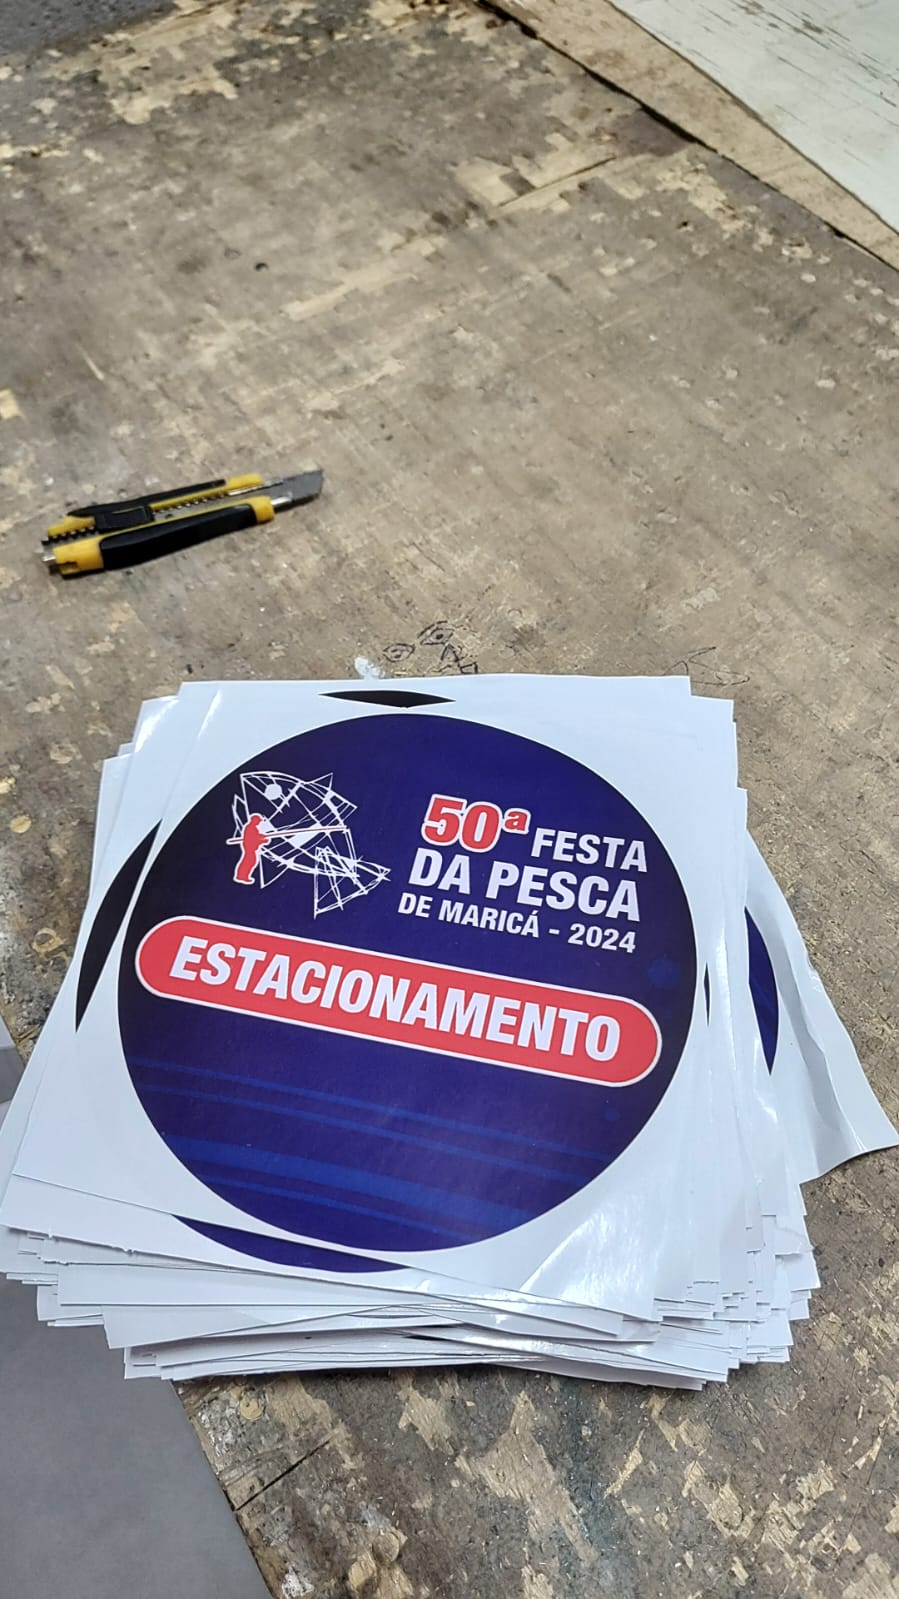 50ª FESTA
DA PESCA
DE MARICÁ - 2024
ESTACIONAMENTO